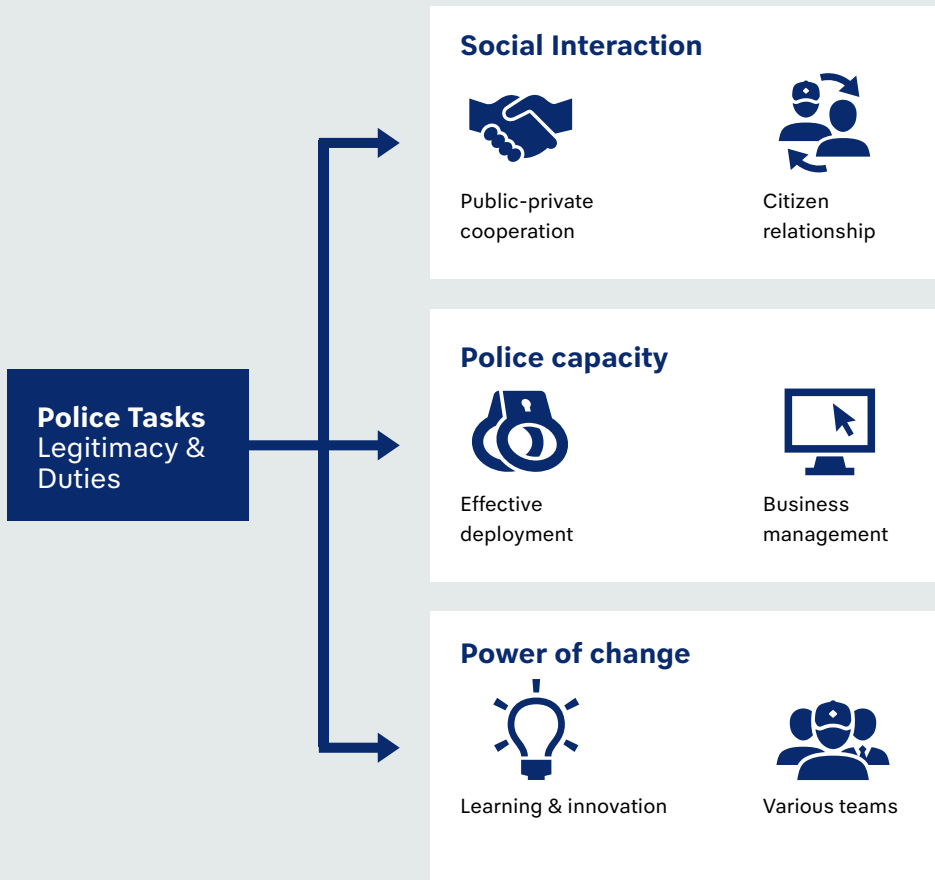 Social Interaction
Public-private
cooperation
Citizen
relationship
Police Tasks
Legitimacy &
Duties
Police capacity
Effective
deployment
Business
management
Power of change
Learning & innovation
Various teams